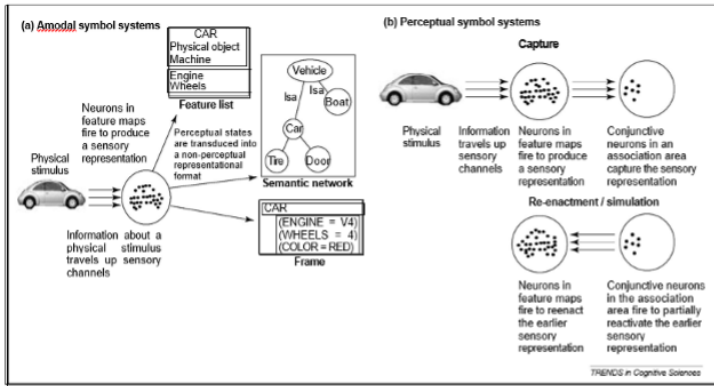 (a) Amodal symbol systems
CAR
Physical object
Machine
Engine
Wheels
Feature list
Neurons in
feature maps
fire to produce
a sensory
representation
Physical
stimulus
Perceptual states
are transduced into
a non-perceptual
representational
format
Information about a
physical stimulus
travels up sensory
channels
Vehicle
Isa
Isa
Boat
Car
Tire
Door
Semantic network
CAR
(ENGINE = V4)
(WHEELS = 4)
(COLOR = RED)
Frame
(b) Perceptual symbol systems
Capture
Physical
stimulus
Information
travels up
sensory
channels
Neurons in
feature maps
fire to produce
a sensory
representation
Conjunctive
neurons in an
association area
capture the sensory
representation
Re-enactment / simulation
Neurons in
feature maps
fire to reenact
the earlier
sensory
representation
Conjunctive neurons
in the association
area fire to partially
reactivate the earlier
sensory
representation
TRENDS in Cognitive Sciences